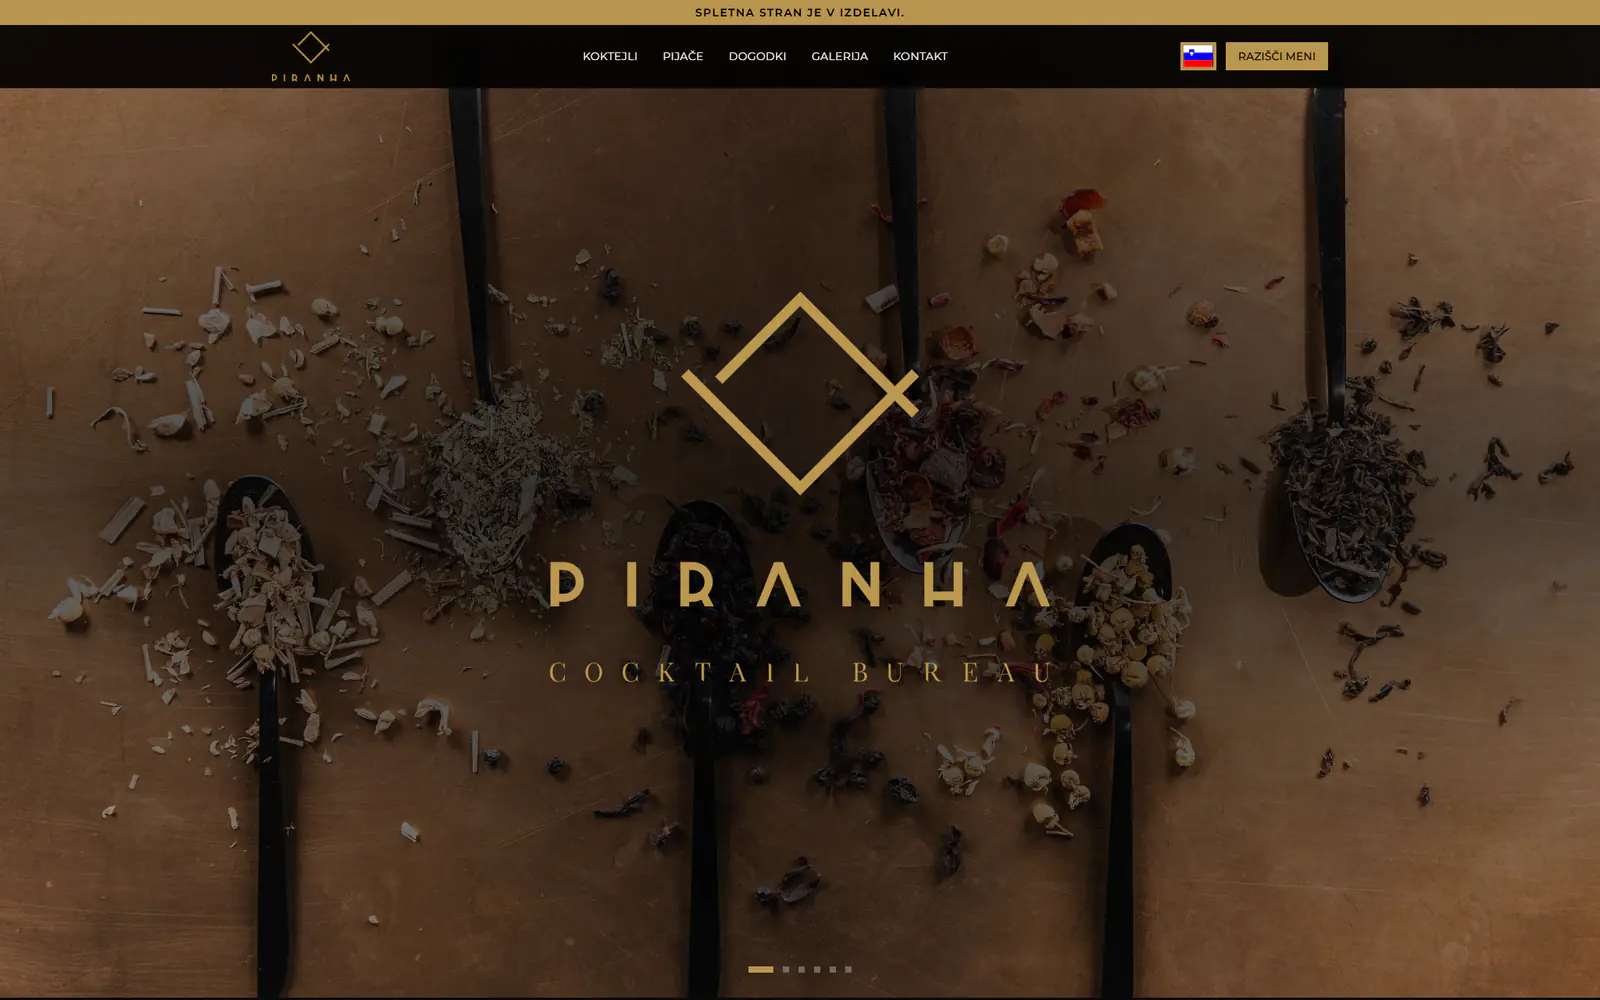 SPLETNA STRAN JE V IZDELAVI.
PIRANHA
KOKTEJLI PIJAČE DOGODKI GALERIJA KONTAKT
RAZIŠČI MENI
PIRANHA
COCKTAIL BUREAU